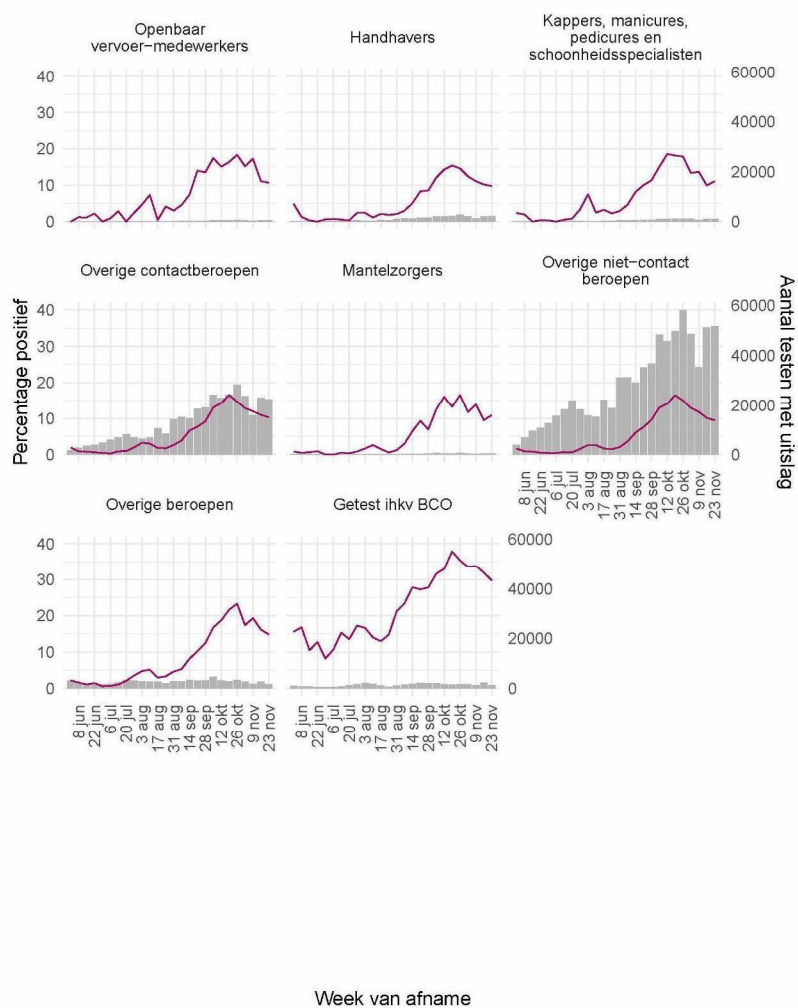 Openbaar
vervoer−medewerkers
Handhavers
Kappers, manicures,
pedicures en
schoonheidsspecialisten
40
30
20
10
0
60000
40000
20000
0
Overige contactberoepen
Mantelzorgers
Overige niet−contact
beroepen
40
30
20
10
0
60000
40000
20000
0
Percentage positief
Aantal testen met uitslag
8 jun
22 jun
6 jul
20 jul
3 aug
17 aug
31 aug
14 sep
28 sep
12 okt
26 okt
9 nov
23 nov
Overige beroepen
Getest ihkv BCO
40
30
20
10
0
60000
40000
20000
0
8 jun
22 jun
6 jul
20 jul
3 aug
17 aug
31 aug
14 sep
28 sep
12 okt
26 okt
9 nov
23 nov
8 jun
22 jun
6 jul
20 jul
3 aug
17 aug
31 aug
14 sep
28 sep
12 okt
26 okt
9 nov
23 nov
Week van afname